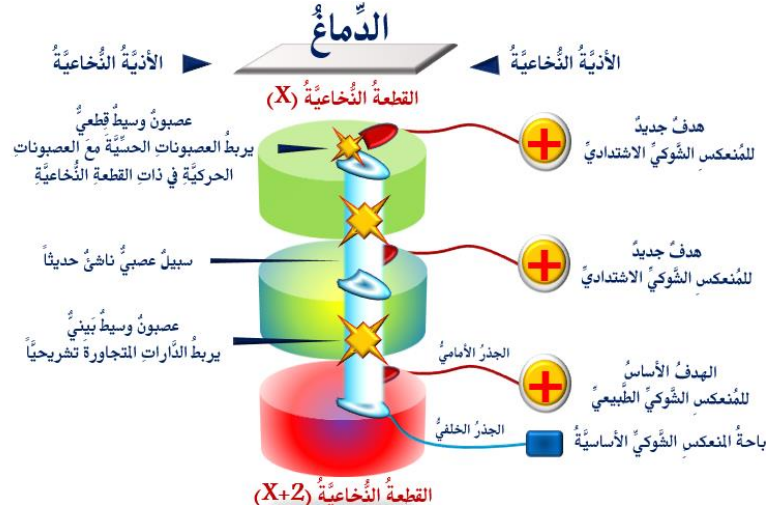 الدِّماغُ
الأذيَّةُ النُّخاعيَّةُ
الأذيَّةُ النُّخاعيَّةُ
القطعةُ النُّخاعيَّةُ (X)
هدفٌ جديدٌ
للمُنعكسِ الشَّوكيِّ الاشتداديِّ
عصبونٌ وسيطٌ قِطعيٌّ
يربطُ العصبوناتِ الحسِّيَّةَ معَ العصبوناتِ
الحركيَّةِ في ذاتِ القطعةِ النُّخاعيَّةِ
هدفٌ جديدٌ
للمُنعكسِ الشَّوكيِّ الاشتداديِّ
سبيلٌ عصبيٌّ ناشئٌ حديثاً
عصبونٌ وسيطٌ بَينيٌّ
يربطُ الدَّاراتِ المتجاورةَ تشريحيَّاً
الجذرُ الأماميُّ
الهدفُ الأساسُ
للمُنعكسِ الشَّوكيِّ الطَّبيعيِّ
الجذرُ الخلفيُّ
باحةُ المنعكسِ الشَّوكيِّ الأساسيَّةُ
القطعةُ النُّخاعيَّةُ (X+2)